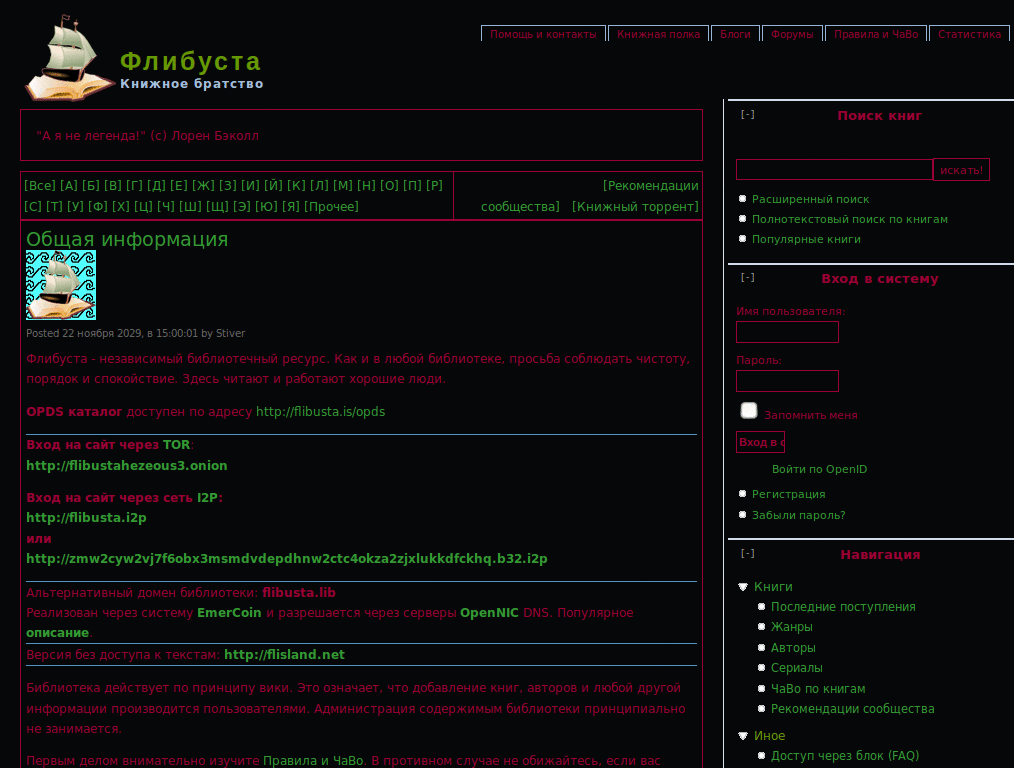 Флибуста
Книжное братство
Помощь и контакты
Книжная полка
Блоги
Форумы
Правила и ЧаВо
Статистика
"А я не легенда!" (с) Лорен Бэколл
[Все] [А] [Б] [В] [Г] [Д] [Е] [Ж] [З] [И] [Й] [К] [Л] [М] [Н] [О] [П] [Р]
[С] [Т] [У] [Ф] [Х] [Ц] [Ч] [Ш] [Щ] [Э] [Ю] [Я] [Прочее]
[Рекомендации
сообщества] [Книжный торрент]
Общая информация
Posted 22 ноября 2029, в 15:00:01 by Stiver
Флибуста - независимый библиотечный ресурс. Как и в любой библиотеке, просьба соблюдать чистоту,
порядок и спокойствие. Здесь читают и работают хорошие люди.
OPDS каталог доступен по адресу http://flibusta.is/opds
Вход на сайт через TOR:
http://flibustahezeous3.onion
Вход на сайт через сеть I2P:
http://flibusta.i2p
или
http://zmw2cyw2vj7f6obx3msmdvdepdhnw2ctc4okza2zjxlukkdfckhq.b32.i2p
Альтернативный домен библиотеки: flibusta.lib
Реализован через систему EmerCoin и разрешается через серверы OpenNIC DNS. Популярное
описание.
Версия без доступа к текстам: http://flisland.net
Библиотека действует по принципу вики. Это означает, что добавление книг, авторов и любой другой
информации производится пользователями. Администрация содержимым библиотеки принципиально
не занимается.
Первым делом внимательно изучите Правила и ЧаВо. В противном случае не обижайтесь, если вас
[-] Поиск книг
искать!
Расширенный поиск
Полнотекстовый поиск по книгам
Популярные книги
[-] Вход в систему
Имя пользователя:
Пароль:
Запомнить меня
Вход в с
Войти по OpenID
Регистрация
Забыли пароль?
[-] Навигация
Книги
Последние поступления
Жанры
Авторы
Сериалы
ЧаВо по книгам
Рекомендации сообщества
Иное
Доступ через блок (FAQ)